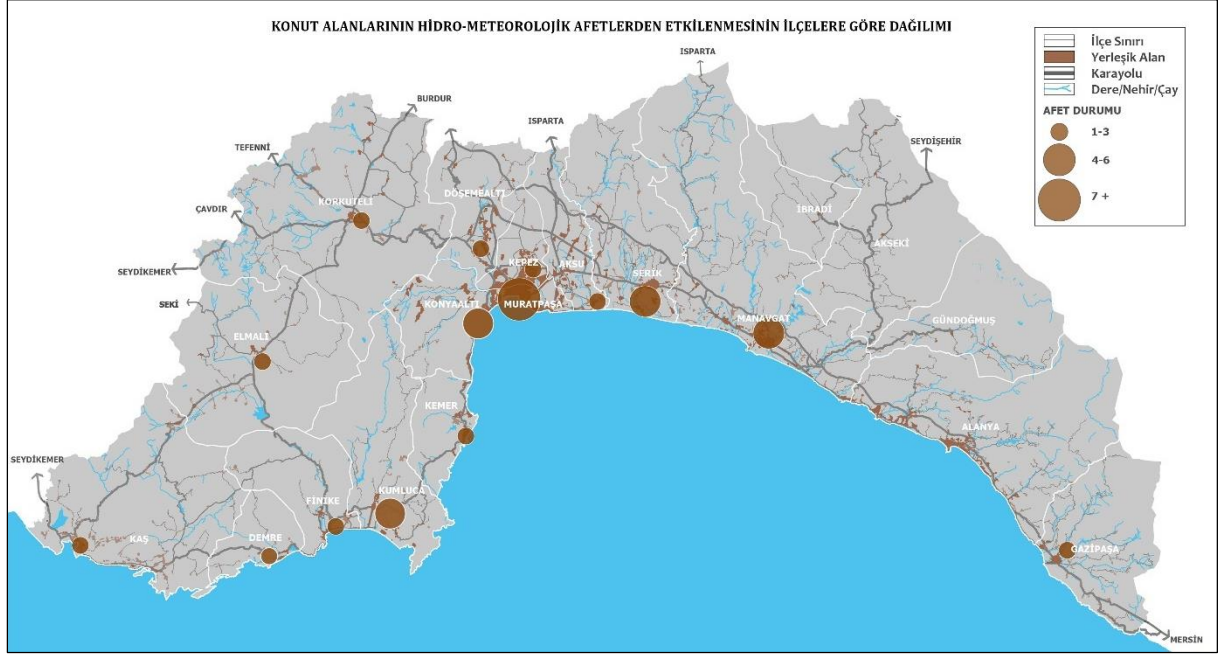 KONUT ALANLARININ HİDRO-METEOROLOJİK AFETLERDEN ETKİLENMESİNİN İLÇELERE GÖRE DAĞILIMI
İlçe Sınırı
Yerleşik Alan
Karayolu
Dere/Nehir/Çay
AFET DURUMU
1-3
4-6
7 +
ISPARTA
BURDUR
ISPARTA
SEYDİŞEHİR
TEFENNİ
DÖŞEMEALTI
KORKUTELİ
ÇAVDIR
İBRADİ
AKSEKİ
SEYDİKEMER
KEPEZ
AKSU
SERİK
SEKİ
KONYAALTI
MURATPAŞA
MANAVGAT
GÜNDOĞMUŞ
ELMALI
KEMER
ALANYA
SEYDİKEMER
KUMLUCA
FİNİKE
KAŞ
DEMRE
GAZİPAŞA
MERSİN